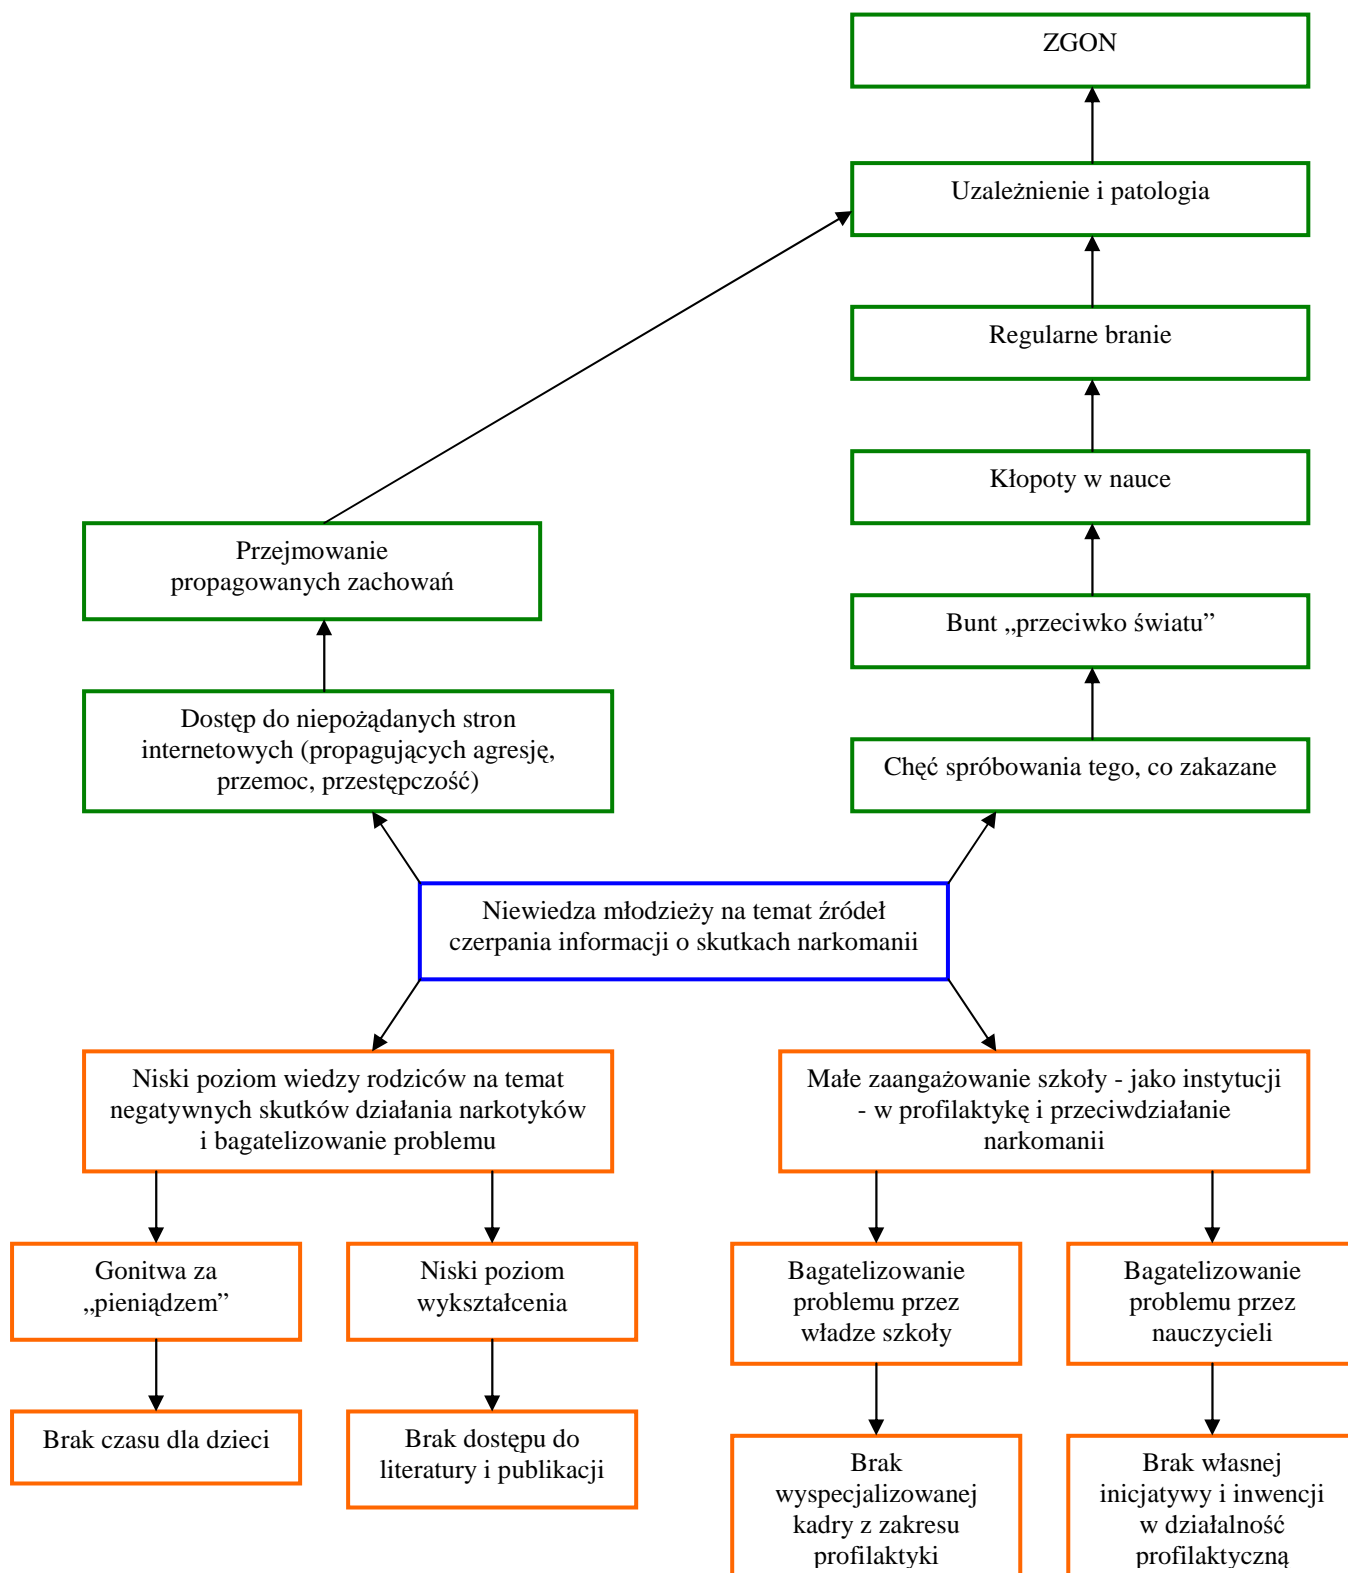 ZGON
Uzależnienie i patologia
Regularne branie
Kłopoty w nauce
Przejmowanie
propagowanych zachowań
Bunt „przeciwko światu”
Dostęp do niepożądanych stron
internetowych (propagujących agresję,
przemoc, przestępczość)
Chęć spróbowania tego, co zakazane
Niewiedza młodzieży na temat źródeł
czerpania informacji o skutkach narkomanii
Niski poziom wiedzy rodziców na temat
negatywnych skutków działania narkotyków
i bagatelizowanie problemu
Małe zaangażowanie szkoły - jako instytucji
- w profilaktykę i przeciwdziałanie
narkomanii
Gonitwa za
„pieniądzem”
Niski poziom
wykształcenia
Bagatelizowanie
problemu przez
władze szkoły
Bagatelizowanie
problemu przez
nauczycieli
Brak czasu dla dzieci
Brak dostępu do
literatury i publikacji
Brak
wyspecjalizowanej
kadry z zakresu
profilaktyki
Brak własnej
inicjatywy i inwencji
w działalność
profilaktyczną